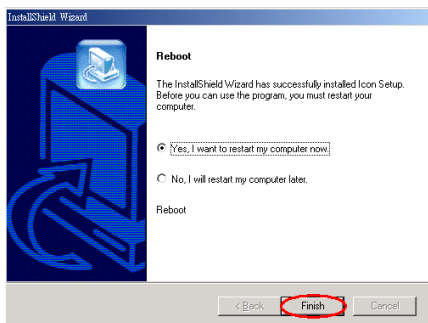 InstallShield Wizard
Reboot
The InstallShield Wizard has successfully installed Icon Setup.
Before you can use the program, you must restart your
computer.
Yes, I want to restart my computer now.
No, I will restart my computer later.
Reboot
< Back Finish Cancel